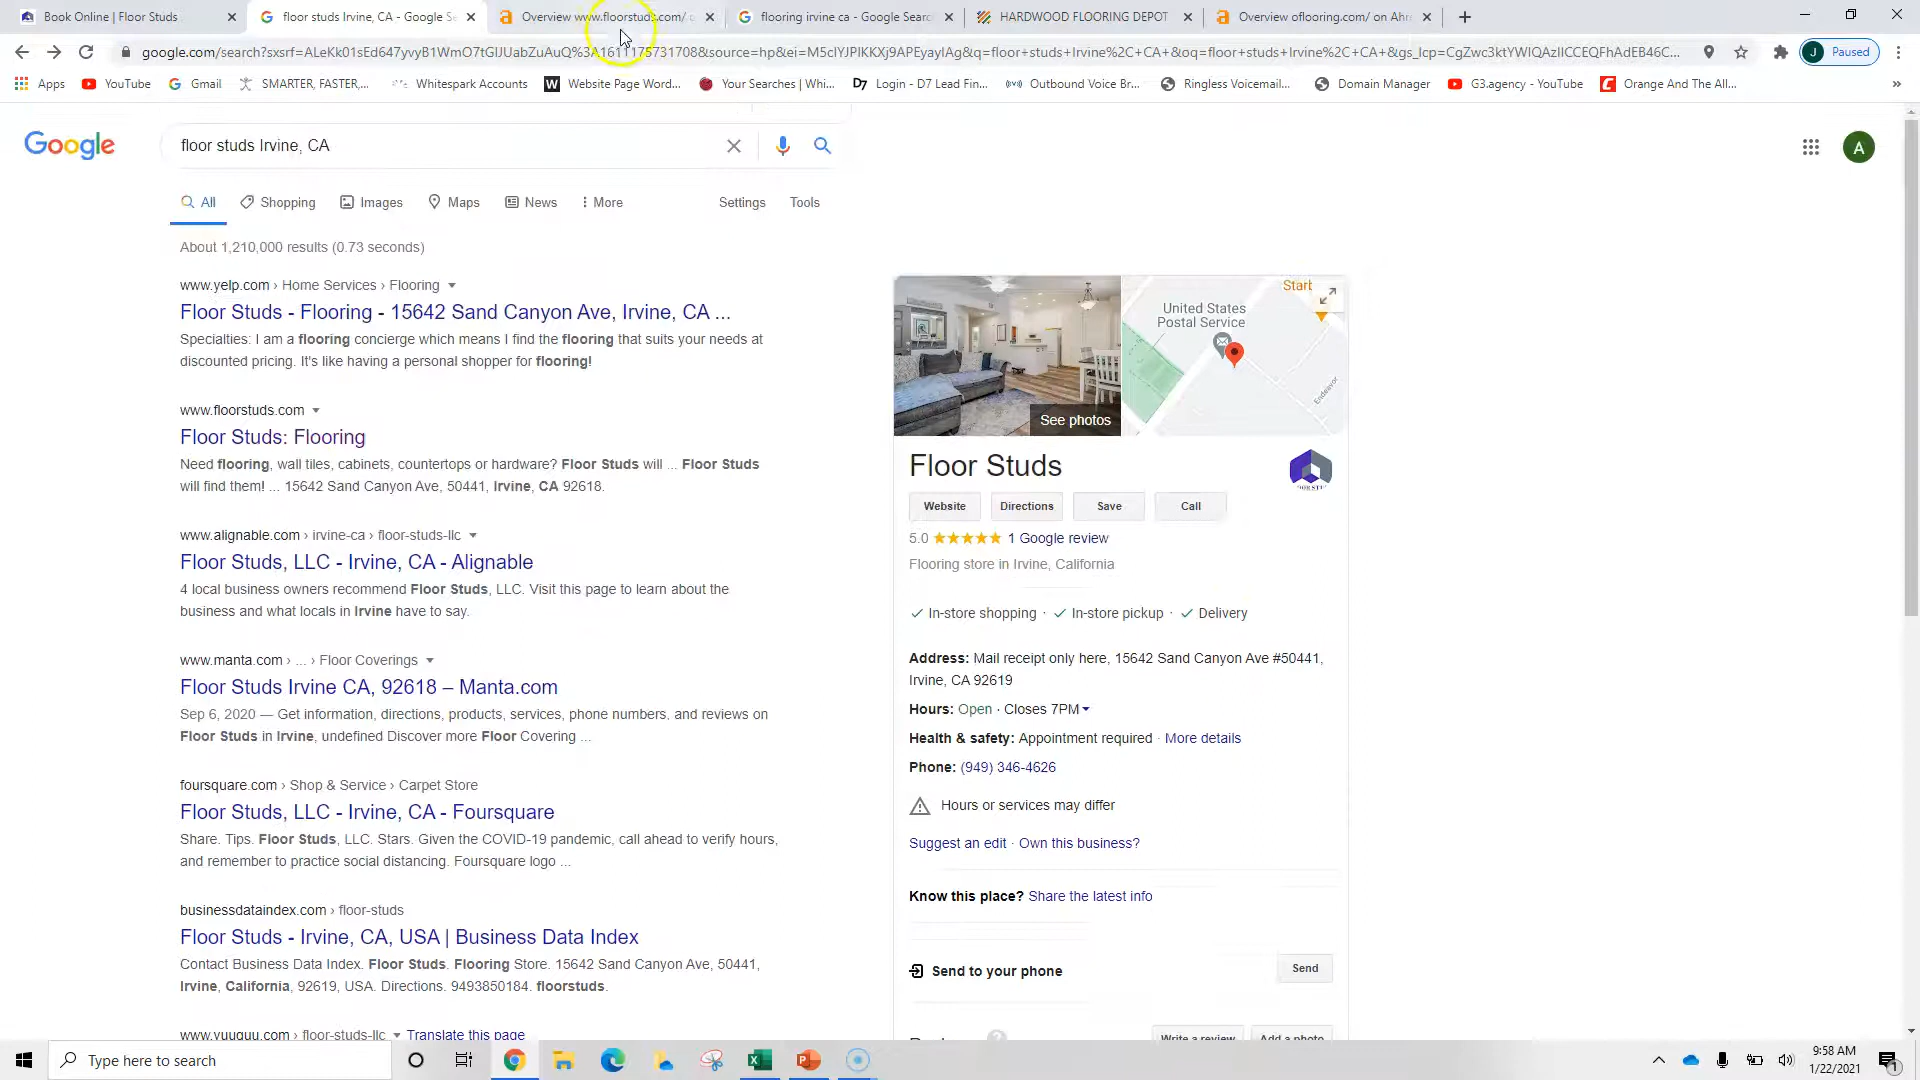 Book Online | Floor Studs
floor studs Irvine, CA - Google Se
Overview www.floorstuds.com/
flooring irvine ca - Google Searc
HARDWOOD FLOORING DEPOT
Overview oflooring.com/ on Ahr
google.com/search?sxsrf=ALeKk01sEd647yvyB1WmO7tGlJUabZuAuQ%3A1611175731708&source=hp&ei=M5clYJPlKKXj9APEyaylAg&q=floor+studs+Irvine%2C+CA+&oq=floor+studs+Irvine%2C+CA+&gs_lcp=CgZwc3ktYWlQAzIlCCEQFhAdEB46C...
Paused
Apps
YouTube
Gmail
SMARTER, FASTER,...
Whitespark Accounts
Website Page Word...
Your Searches | Whi...
Login - D7 Lead Fin...
Outbound Voice Br...
Ringless Voicemail...
Domain Manager
G3.agency - YouTube
Orange And The All...
Google
floor studs Irvine, CA
A
All
Shopping
Images
Maps
News
More
Settings
Tools
About 1,210,000 results (0.73 seconds)
www.yelp.com › Home Services › Flooring
Floor Studs - Flooring - 15642 Sand Canyon Ave, Irvine, CA ...
Specialties: I am a flooring concierge which means I find the flooring that suits your needs at
discounted pricing. It's like having a personal shopper for flooring!
www.floorstuds.com
Floor Studs: Flooring
Need flooring, wall tiles, cabinets, countertops or hardware? Floor Studs will ... Floor Studs
will find them! ... 15642 Sand Canyon Ave, 50441, Irvine, CA 92618.
www.alignable.com › irvine-ca › floor-studs-llc
Floor Studs, LLC - Irvine, CA - Alignable
4 local business owners recommend Floor Studs, LLC. Visit this page to learn about the
business and what locals in Irvine have to say.
www.manta.com › ... › Floor Coverings
Floor Studs Irvine CA, 92618 – Manta.com
Sep 6, 2020 — Get information, directions, products, services, phone numbers, and reviews on
Floor Studs in Irvine, undefined Discover more Floor Covering ...
foursquare.com › Shop & Service › Carpet Store
Floor Studs, LLC - Irvine, CA - Foursquare
Share. Tips. Floor Studs, LLC. Stars. Given the COVID-19 pandemic, call ahead to verify hours,
and remember to practice social distancing. Foursquare logo ...
businessdataindex.com › floor-studs
Floor Studs - Irvine, CA, USA | Business Data Index
Contact Business Data Index. Floor Studs. Flooring Store. 15642 Sand Canyon Ave, 50441,
Irvine, California, 92619, USA. Directions. 9493850184. floorstuds.
www.yuuguu.com › floor-studs-llc Translate this page
See photos
United States
Postal Service
Start
Endeavor
Floor Studs
Website
Directions
Save
Call
5.0 1 Google review
Flooring store in Irvine, California
In-store shopping · In-store pickup · Delivery
Address: Mail receipt only here, 15642 Sand Canyon Ave #50441,
Irvine, CA 92619
Hours: Open · Closes 7PM
Health & safety: Appointment required · More details
Phone: (949) 346-4626
Hours or services may differ
Suggest an edit · Own this business?
Know this place? Share the latest info
Send to your phone
Send
Write a review
Add a photo
Type here to search
9:58 AM
1/22/2021